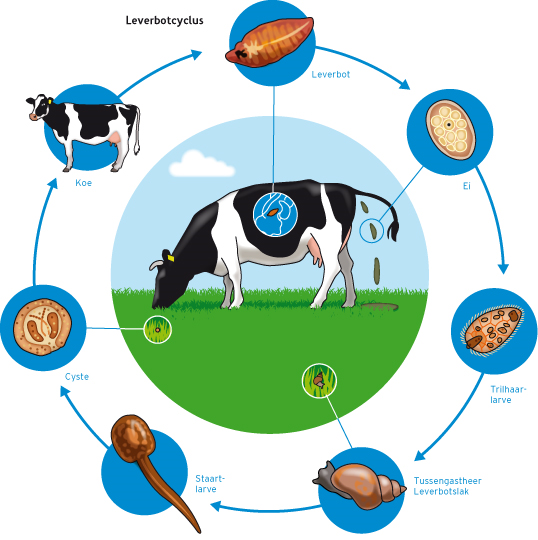 Leverbotcyclus
Leverbot
Ei
Trilhaar-
larve
Tussengastheer
Leverbotslak
Staart-
larve
Cyste
Koe